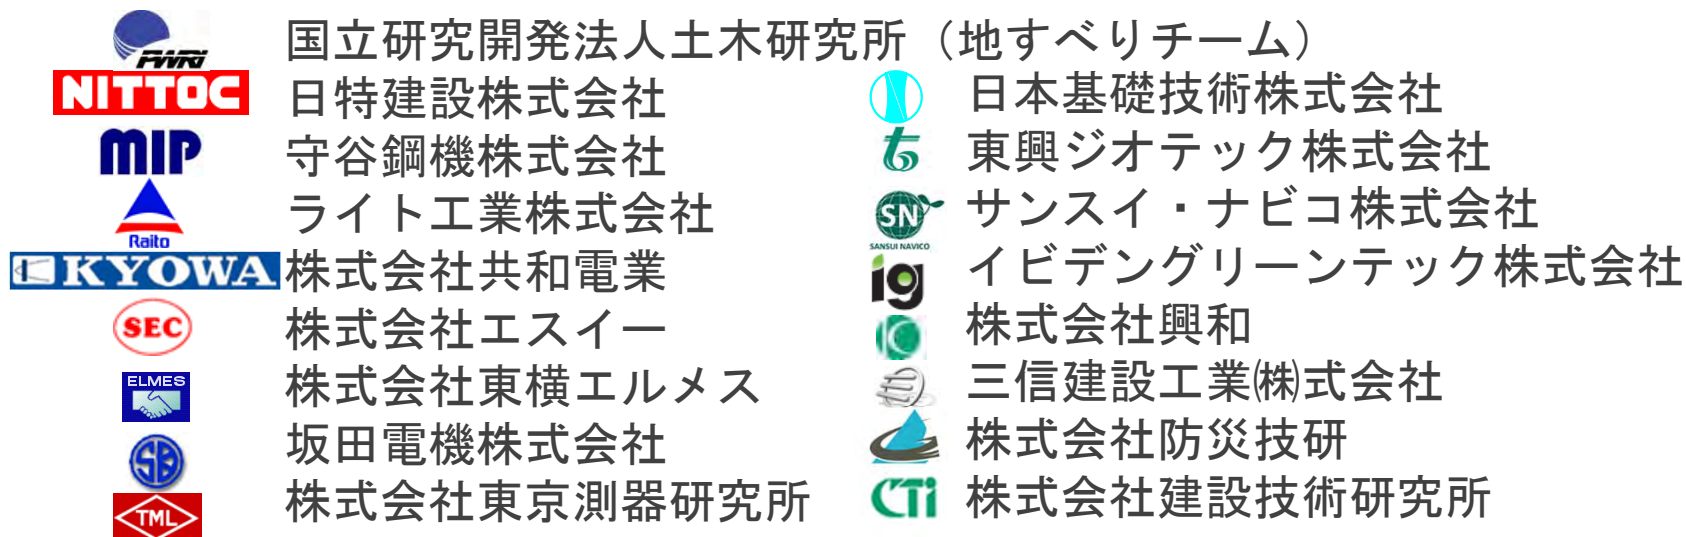 PWRI 国立研究開発法人土木研究所（地すべりチーム）
NITTOC 日特建設株式会社
MIP 守谷鋼機株式会社
Raito ライト工業株式会社
KYOWA 株式会社共和電業
SEC 株式会社エスイー
ELMES 株式会社東横エルメス
SB 坂田電機株式会社
TML 株式会社東京測器研究所
日本基礎技術株式会社
to 東興ジオテック株式会社
SN SANSUI NAVICO サンスイ・ナビコ株式会社
ig イビデングリーンテック株式会社
株式会社興和
三信建設工業㈱式会社
株式会社防災技研
CTi 株式会社建設技術研究所